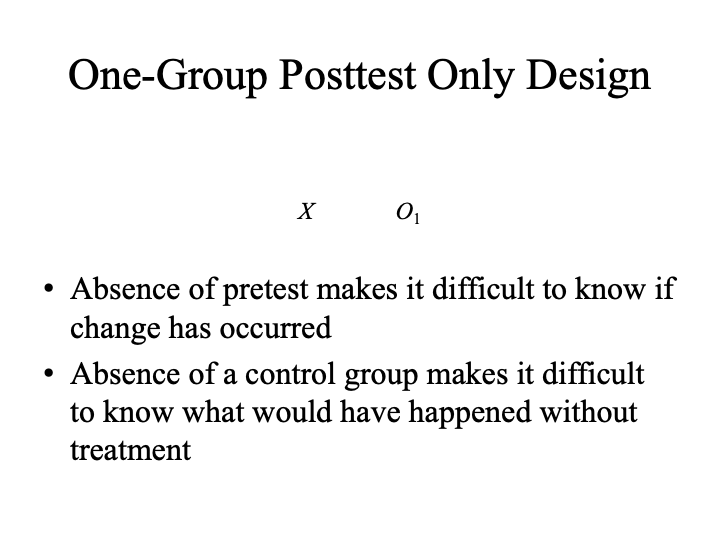 One-Group Posttest Only Design
X O₁
• Absence of pretest makes it difficult to know if
change has occurred
• Absence of a control group makes it difficult
to know what would have happened without
treatment